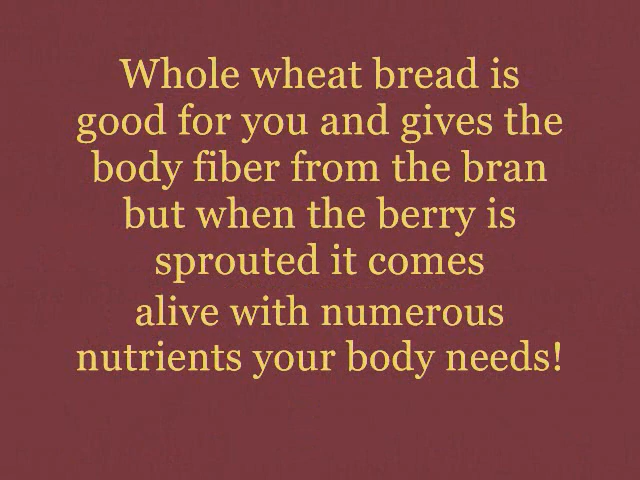 Whole wheat bread is
good for you and gives the
body fiber from the bran
but when the berry is
sprouted it comes
alive with numerous
nutrients your body needs!